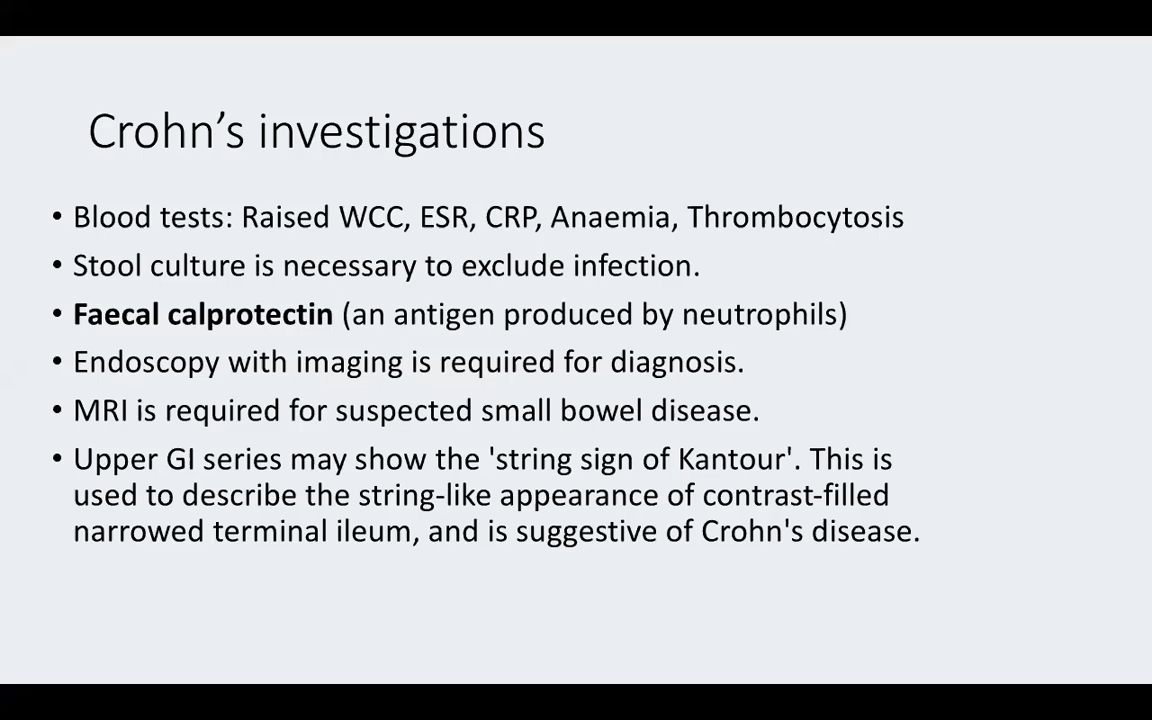 Crohn’s investigations
• Blood tests: Raised WCC, ESR, CRP, Anaemia, Thrombocytosis
• Stool culture is necessary to exclude infection.
• Faecal calprotectin (an antigen produced by neutrophils)
• Endoscopy with imaging is required for diagnosis.
• MRI is required for suspected small bowel disease.
• Upper GI series may show the 'string sign of Kantour'. This is
used to describe the string-like appearance of contrast-filled
narrowed terminal ileum, and is suggestive of Crohn's disease.